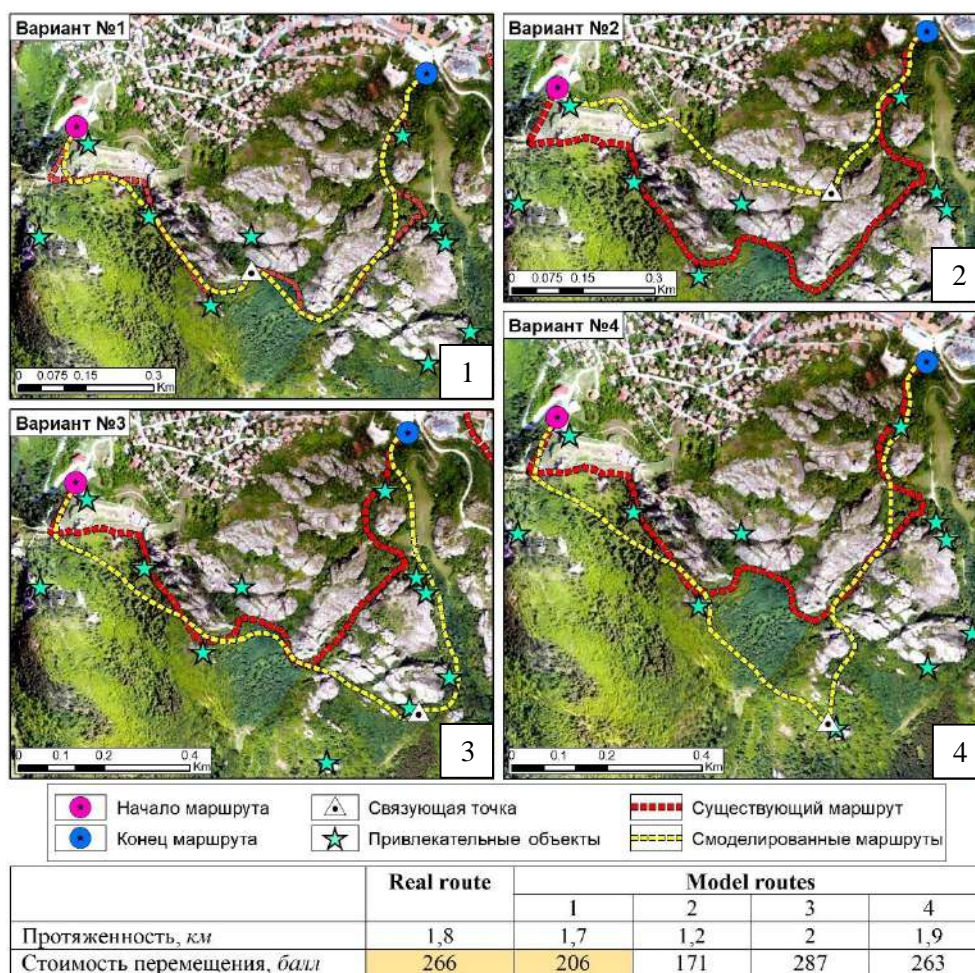 Вариант №1
0 0.075 0.15 0.3
Km
1
Вариант №2
0 0.075 0.15 0.3
Km
2
Вариант №3
0 0.1 0.2 0.4
Km
3
Вариант №4
0 0.1 0.2 0.4
Km
4
Начало маршрута
Связующая точка
Существующий маршрут
Конец маршрута
Привлекательные объекты
Смоделированные маршруты
Real route Model routes
1 2 3 4
Протяженность, км 1,8 1,7 1,2 2 1,9
Стоимость перемещения, балл 266 206 171 287 263